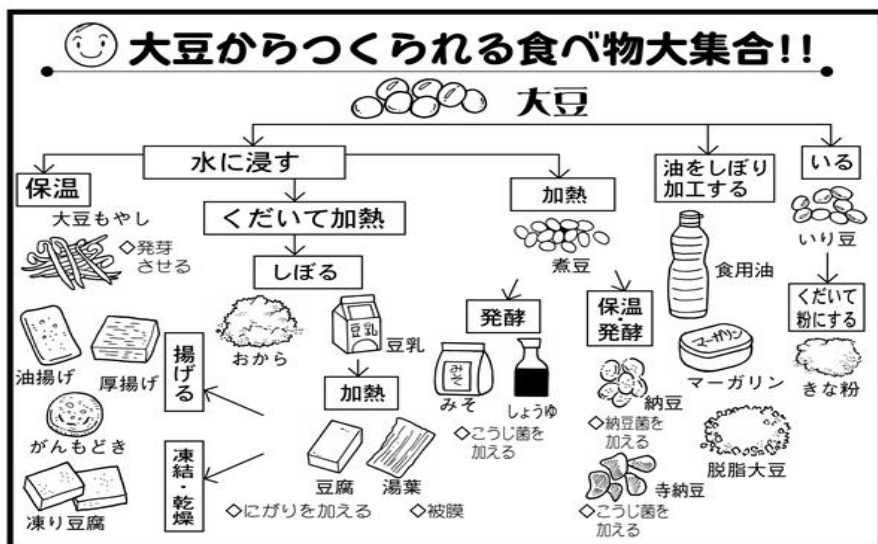 大豆からつくられる食べ物大集合!!
大豆
水に浸す
保温
大豆もやし
◇発芽
させる
くだいて加熱
しぼる
おから
豆乳
豆乳
加熱
豆腐
◇にがりを加える
湯葉
◇被膜
揚げる
油揚げ
厚揚げ
がんもどき
凍結・乾燥
凍り豆腐
加熱
煮豆
発酵
みそ
みそ
しょうゆ
◇こうじ菌を
加える
保温・
発酵
納豆
◇納豆菌を
加える
寺納豆
◇こうじ菌を
加える
油をしぼり
加工する
食用油
マーガリン
マーガリン
脱脂大豆
いる
いり豆
くだいて
粉にする
きな粉